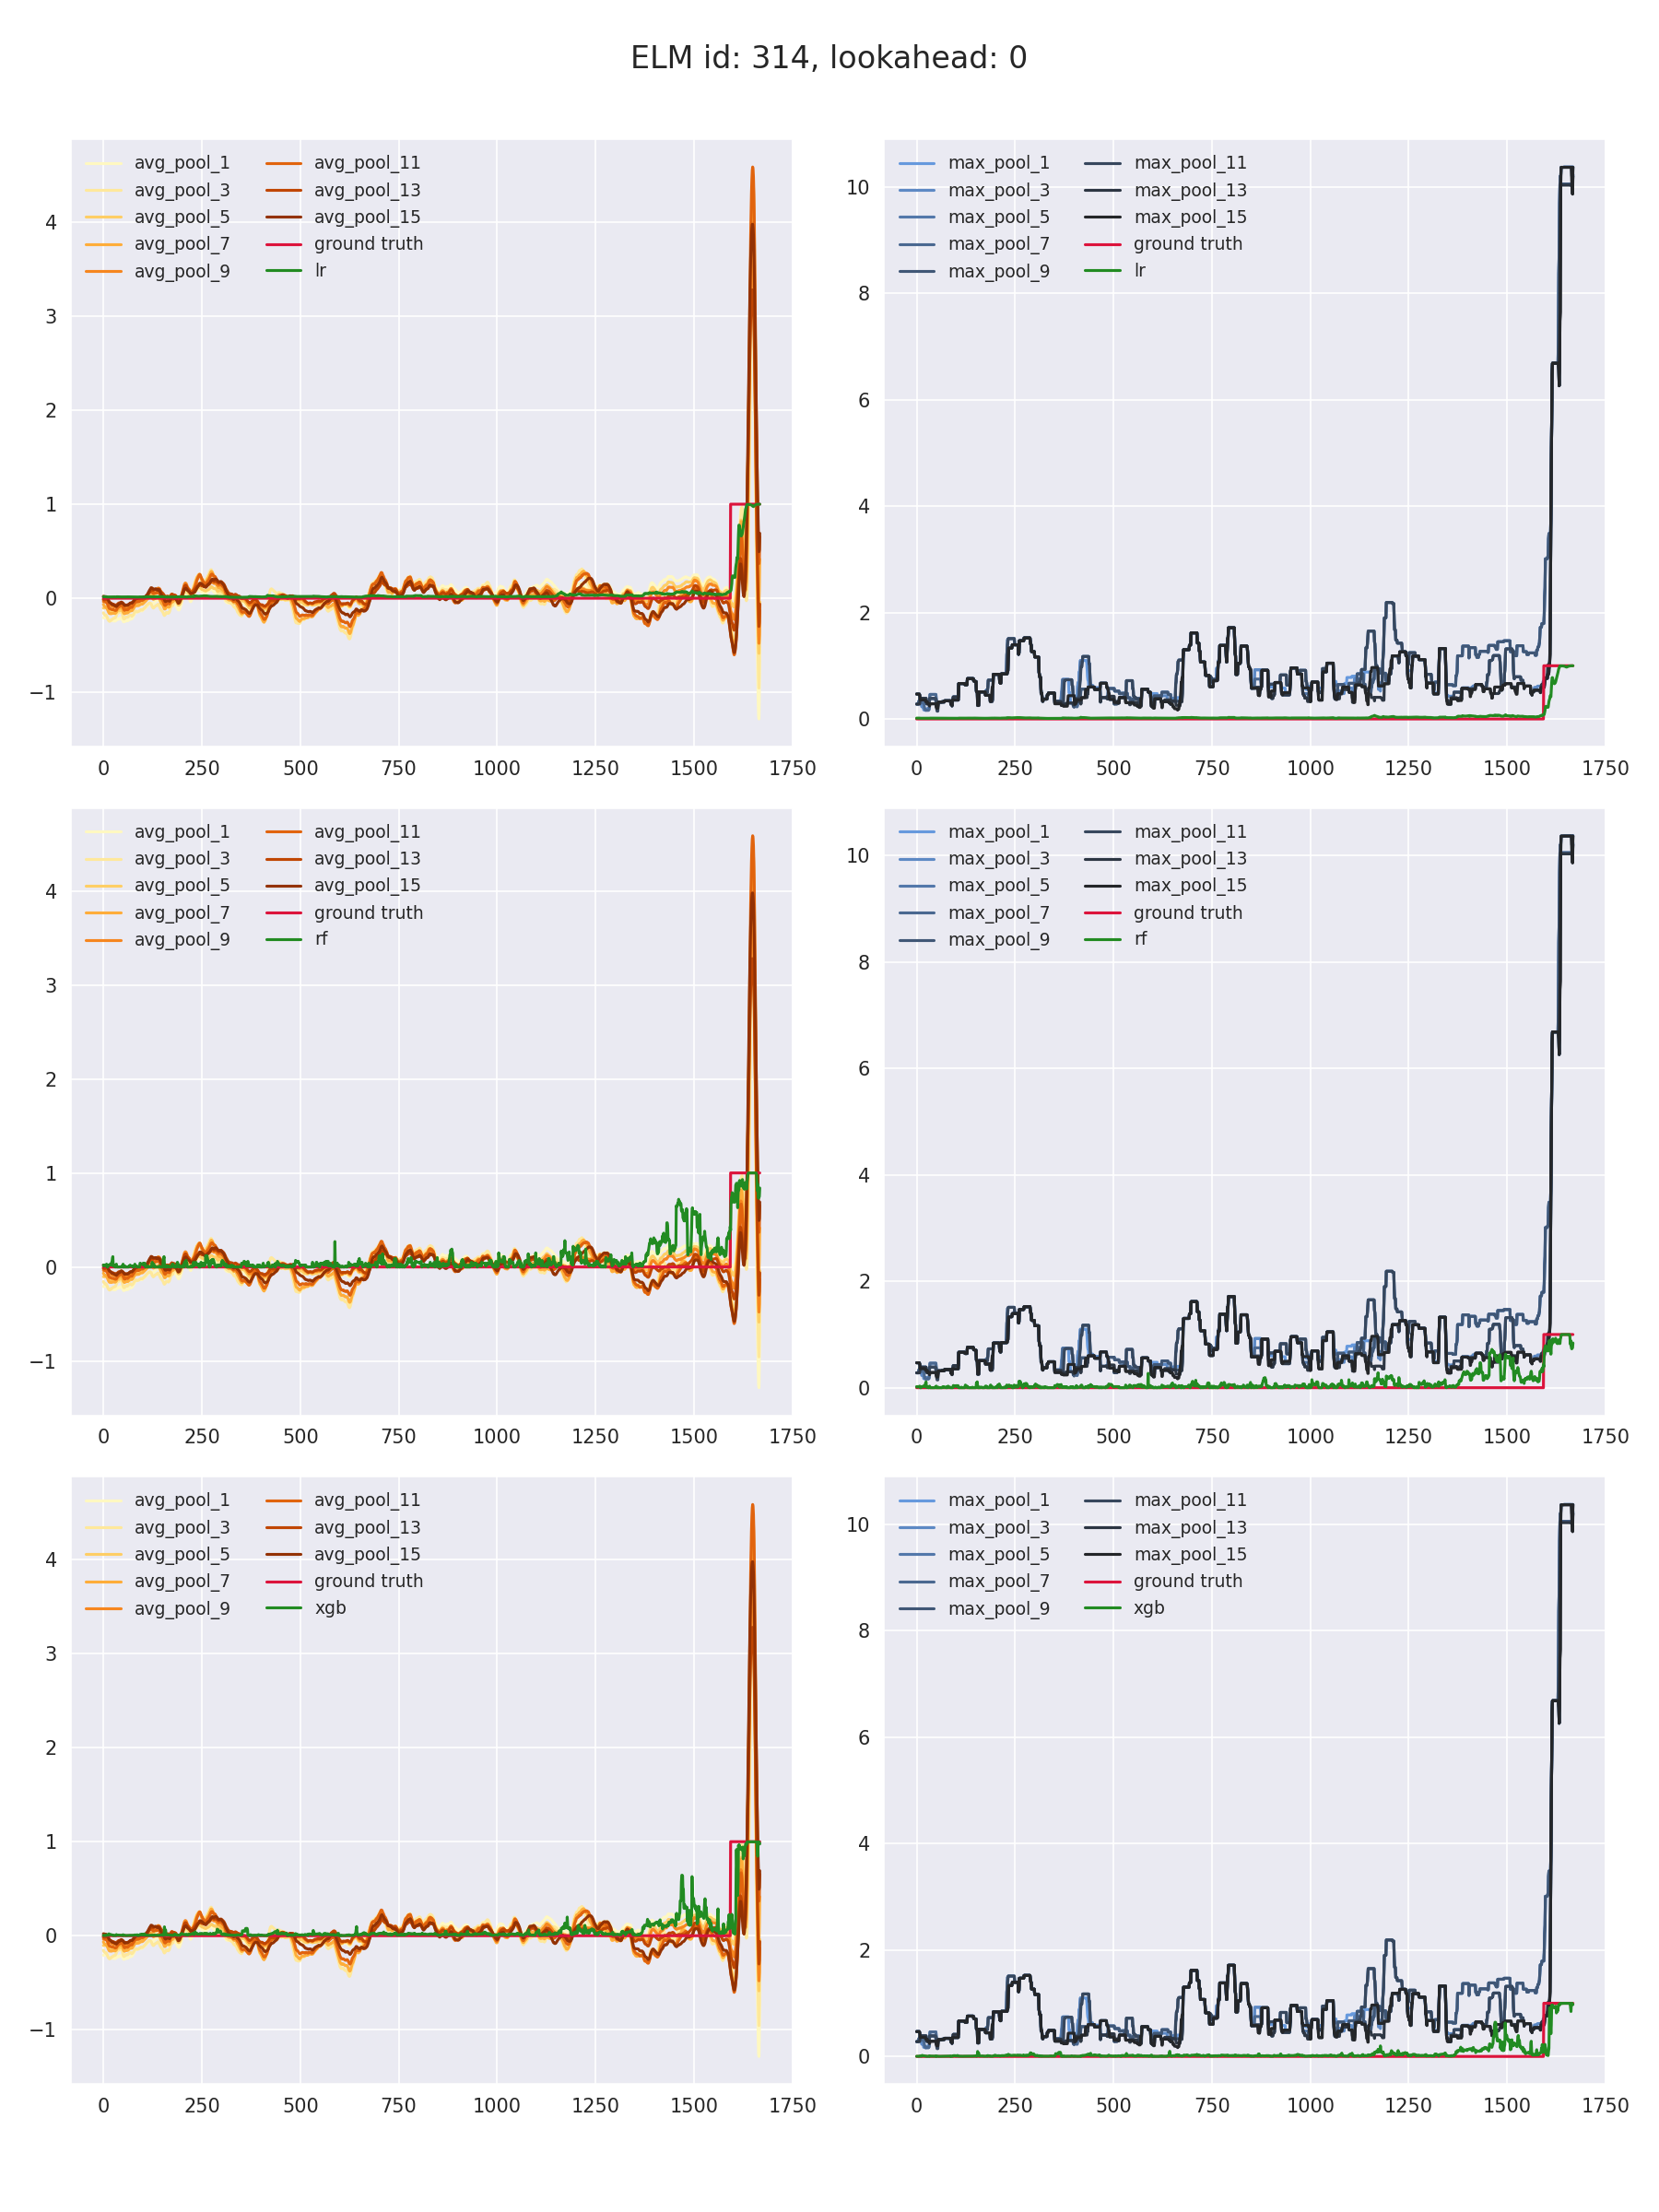 ELM id: 314, lookahead: 0
avg_pool_1 avg_pool_11
avg_pool_3 avg_pool_13
avg_pool_5 avg_pool_15
avg_pool_7 ground truth
avg_pool_9 lr
4
3
2
1
0
−1
0 250 500 750 1000 1250 1500 1750
max_pool_1 max_pool_11
max_pool_3 max_pool_13
max_pool_5 max_pool_15
max_pool_7 ground truth
max_pool_9 lr
10
8
6
4
2
0
0 250 500 750 1000 1250 1500 1750
avg_pool_1 avg_pool_11
avg_pool_3 avg_pool_13
avg_pool_5 avg_pool_15
avg_pool_7 ground truth
avg_pool_9 rf
4
3
2
1
0
−1
0 250 500 750 1000 1250 1500 1750
max_pool_1 max_pool_11
max_pool_3 max_pool_13
max_pool_5 max_pool_15
max_pool_7 ground truth
max_pool_9 rf
10
8
6
4
2
0
0 250 500 750 1000 1250 1500 1750
avg_pool_1 avg_pool_11
avg_pool_3 avg_pool_13
avg_pool_5 avg_pool_15
avg_pool_7 ground truth
avg_pool_9 xgb
4
3
2
1
0
−1
0 250 500 750 1000 1250 1500 1750
max_pool_1 max_pool_11
max_pool_3 max_pool_13
max_pool_5 max_pool_15
max_pool_7 ground truth
max_pool_9 xgb
10
8
6
4
2
0
0 250 500 750 1000 1250 1500 1750